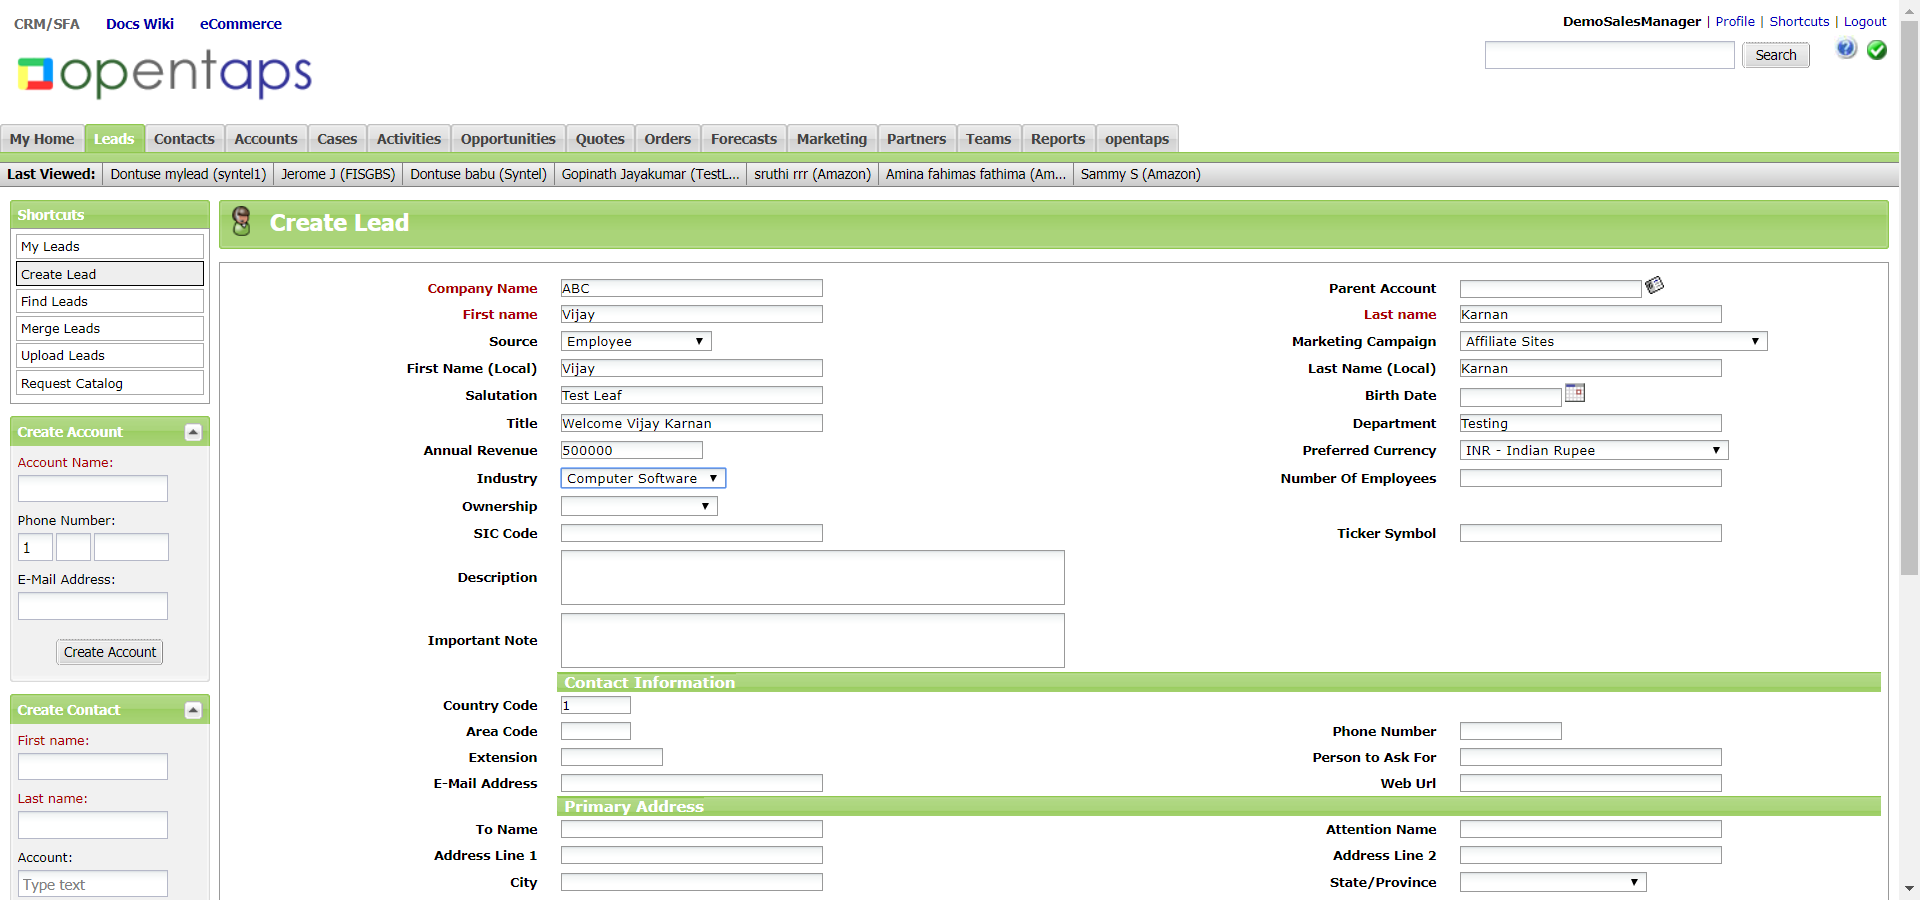 CRM/SFA Docs Wiki eCommerce
DemoSalesManager | Profile | Shortcuts | Logout
Search
opentaps
My Home Leads Contacts Accounts Cases Activities Opportunities Quotes Orders Forecasts Marketing Partners Teams Reports opentaps
Last Viewed: Dontuse mylead (syntel1) Jerome J (FISGBS) Dontuse babu (Syntel) Gopinath Jayakumar (TestL... sruthi rrr (Amazon) Amina fahimas fathima (Am... Sammy S (Amazon)
Shortcuts
My Leads
Create Lead
Find Leads
Merge Leads
Upload Leads
Request Catalog
Create Account
Account Name:
Phone Number:
1
E-Mail Address:
Create Account
Create Contact
First name:
Last name:
Account:
Type text
Create Lead
Company Name ABC Parent Account
First name Vijay Last name Karnan
Source Employee Marketing Campaign Affiliate Sites
First Name (Local) Vijay Last Name (Local) Karnan
Salutation Test Leaf Birth Date
Title Welcome Vijay Karnan Department Testing
Annual Revenue 500000 Preferred Currency INR - Indian Rupee
Industry Computer Software Number Of Employees
Ownership
SIC Code Ticker Symbol
Description
Important Note
Contact Information
Country Code 1
Area Code Phone Number
Extension Person to Ask For
E-Mail Address Web Url
Primary Address
To Name Attention Name
Address Line 1 Address Line 2
City State/Province